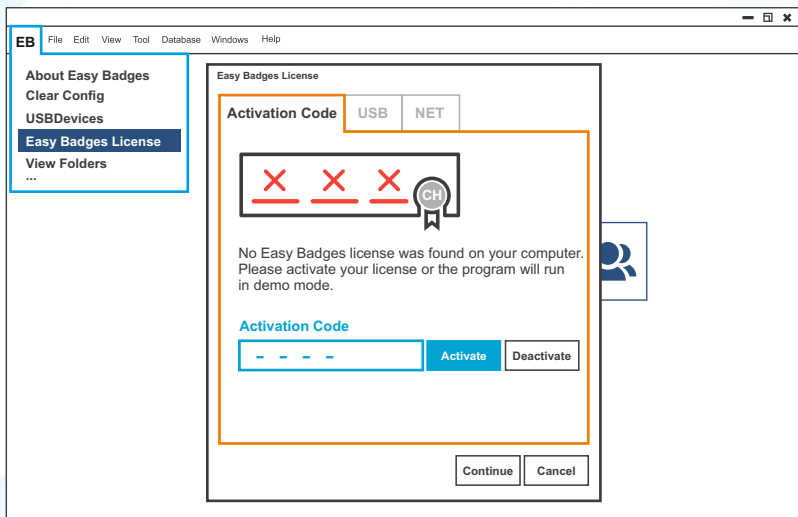 EB File Edit View Tool Database Windows Help
About Easy Badges
Clear Config
USBDevices
Easy Badges License
View Folders
...
Easy Badges License
Activation Code USB NET
CH
No Easy Badges license was found on your computer.
Please activate your license or the program will run
in demo mode.
Activation Code
- - - -
Activate Deactivate
Continue Cancel